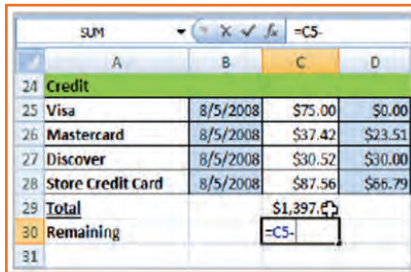 SUM =C5-
A B C D
24 Credit
25 Visa 8/5/2008 $75.00 $0.00
26 Mastercard 8/5/2008 $37.42 $23.51
27 Discover 8/5/2008 $30.52 $30.00
28 Store Credit Card 8/5/2008 $87.56 $66.79
29 Total
30 Remaining =C5-
31